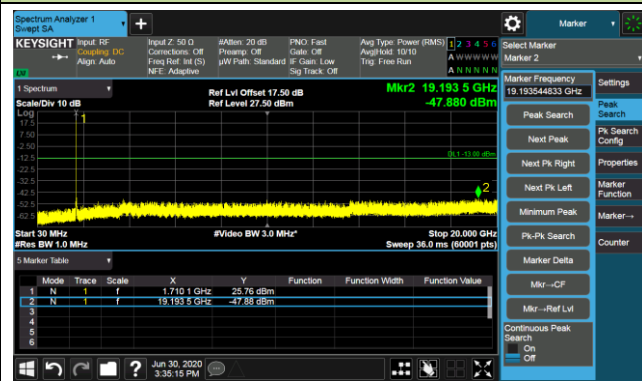 Spectrum Analyzer 1
Swept SA
Marker
KEYSIGHT
Input: RF
Coupling: DC
Align: Auto
Input Z: 50 Ω
Corrections: Off
Freq Ref: Int (S)
NFE: Adaptive
#Atten: 20 dB
Preamp: Off
µW Path: Standard
PNO: Fast
Gate: Off
IF Gain: Low
Sig Track: Off
Avg Type: Power (RMS)
Avg|Hold: 10/10
Trig: Free Run
1 2 3 4 5 6
A W W W W W
A N N N N N
LXI
Select Marker
Marker 2
1 Spectrum
Scale/Div 10 dB
Ref Lvl Offset 17.50 dB
Ref Level 27.50 dBm
Mkr2 19.193 5 GHz
-47.880 dBm
Log
17.5
7.50
-2.50
-12.5
-22.5
-32.5
-42.5
-52.5
-62.5
1
DL1 -13.00 dBm
2
Start 30 MHz
#Res BW 1.0 MHz
#Video BW 3.0 MHz*
Stop 20.000 GHz
Sweep 36.0 ms (60001 pts)
5 Marker Table
Mode Trace Scale X Y Function Function Width Function Value
1 N 1 f 1.710 1 GHz 25.76 dBm
2 N 1 f 19.193 5 GHz -47.88 dBm
3
4
5
6
Marker Frequency
19.193544833 GHz
Peak Search
Next Peak
Next Pk Right
Next Pk Left
Minimum Peak
Pk-Pk Search
Marker Delta
Mkr→CF
Mkr→Ref Lvl
Continuous Peak
Search
On
Off
Settings
Peak
Search
Pk Search
Config
Properties
Marker
Function
Marker→
Counter
?
Jun 30, 2020
3:35:15 PM